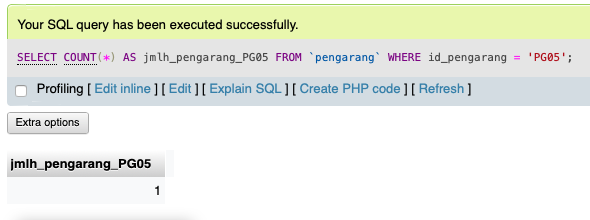 Your SQL query has been executed successfully.
SELECT COUNT(*) AS jmlh_pengarang_PG05 FROM `pengarang` WHERE id_pengarang = 'PG05';
Profiling [ Edit inline ] [ Edit ] [ Explain SQL ] [ Create PHP code ] [ Refresh ]
Extra options
jmlh_pengarang_PG05
1